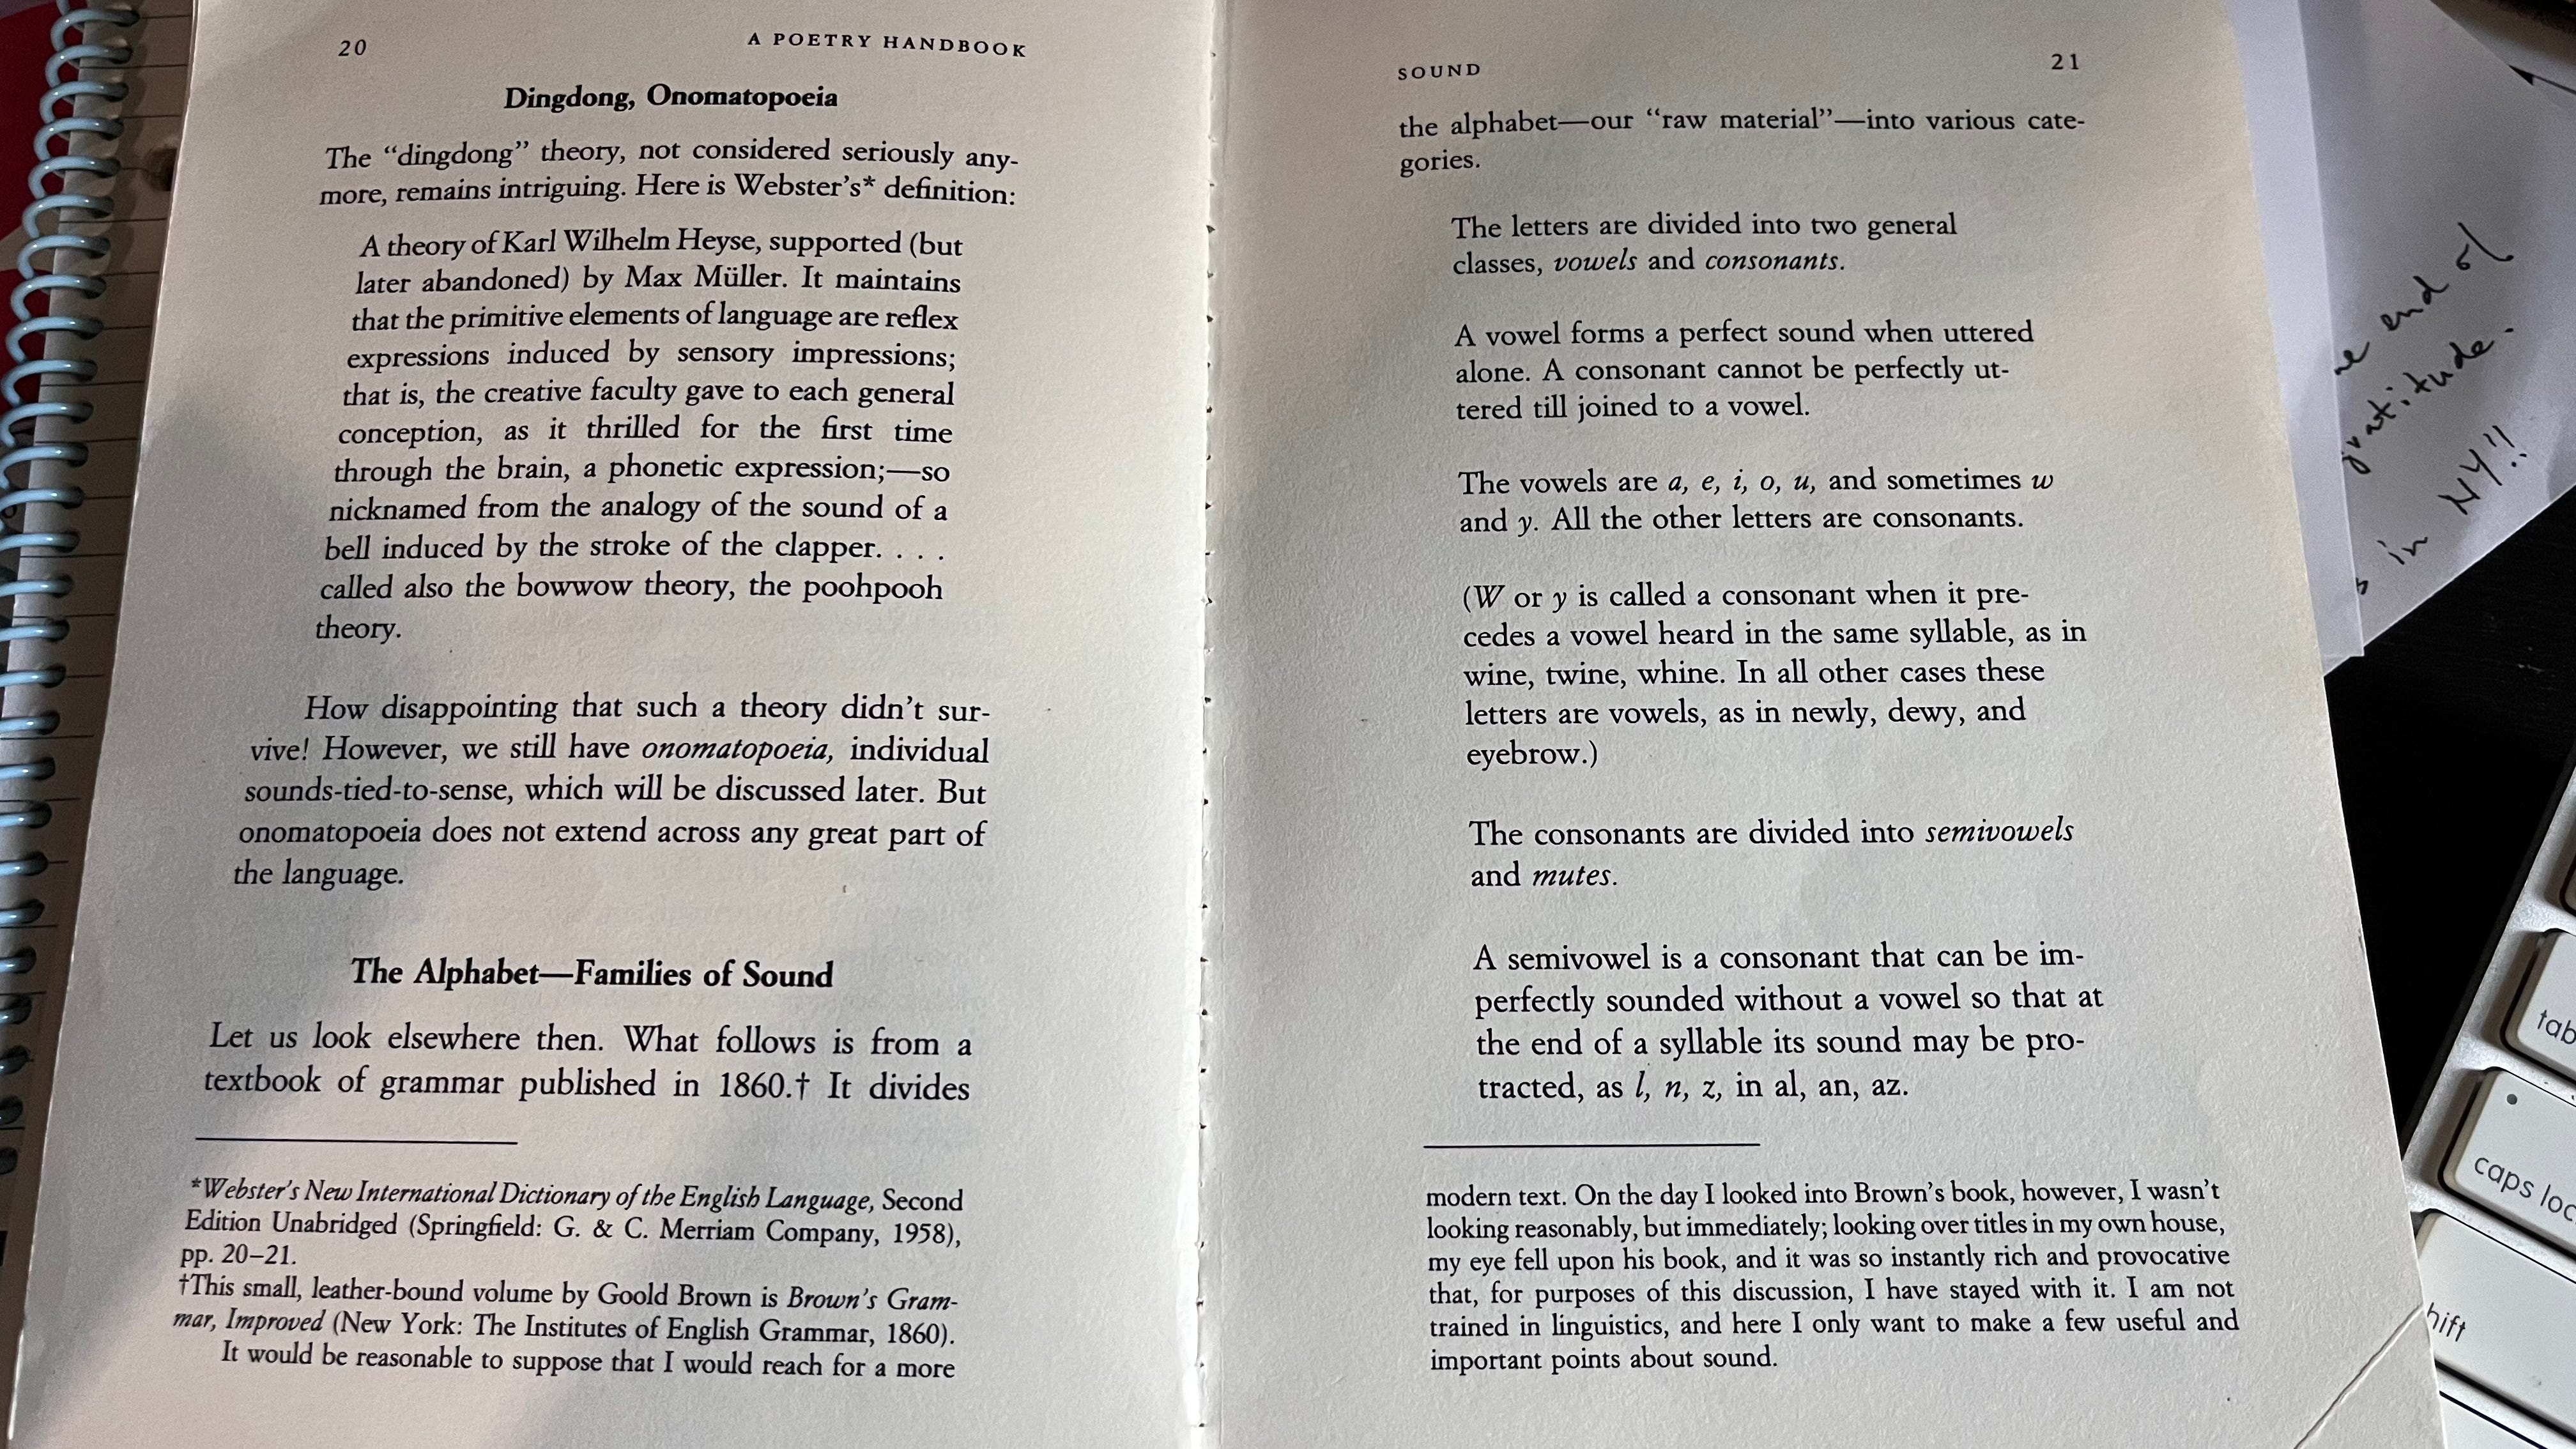 20
A POETRY HANDBOOK
Dingdong, Onomatopoeia
The “dingdong” theory, not considered seriously any-
more, remains intriguing. Here is Webster’s* definition:
A theory of Karl Wilhelm Heyse, supported (but
later abandoned) by Max Müller. It maintains
that the primitive elements of language are reflex
expressions induced by sensory impressions;
that is, the creative faculty gave to each general
conception, as it thrilled for the first time
through the brain, a phonetic expression;—so
nicknamed from the analogy of the sound of a
bell induced by the stroke of the clapper. . . .
called also the bowwow theory, the poohpooh
theory.
How disappointing that such a theory didn’t sur-
vive! However, we still have onomatopoeia, individual
sounds-tied-to-sense, which will be discussed later. But
onomatopoeia does not extend across any great part of
the language.
The Alphabet—Families of Sound
Let us look elsewhere then. What follows is from a
textbook of grammar published in 1860.† It divides
*Webster’s New International Dictionary of the English Language, Second
Edition Unabridged (Springfield: G. & C. Merriam Company, 1958),
pp. 20–21.
†This small, leather-bound volume by Goold Brown is Brown’s Gram-
mar, Improved (New York: The Institutes of English Grammar, 1860).
It would be reasonable to suppose that I would reach for a more
SOUND
21
the alphabet—our “raw material”—into various cate-
gories.
The letters are divided into two general
classes, vowels and consonants.
A vowel forms a perfect sound when uttered
alone. A consonant cannot be perfectly ut-
tered till joined to a vowel.
The vowels are a, e, i, o, u, and sometimes w
and y. All the other letters are consonants.
(W or y is called a consonant when it pre-
cedes a vowel heard in the same syllable, as in
wine, twine, whine. In all other cases these
letters are vowels, as in newly, dewy, and
eyebrow.)
The consonants are divided into semivowels
and mutes.
A semivowel is a consonant that can be im-
perfectly sounded without a vowel so that at
the end of a syllable its sound may be pro-
tracted, as l, n, z, in al, an, az.
modern text. On the day I looked into Brown’s book, however, I wasn’t
looking reasonably, but immediately; looking over titles in my own house,
my eye fell upon his book, and it was so instantly rich and provocative
that, for purposes of this discussion, I have stayed with it. I am not
trained in linguistics, and here I only want to make a few useful and
important points about sound.
end of
gratitude.
in NY!!
tab
caps loc
hift